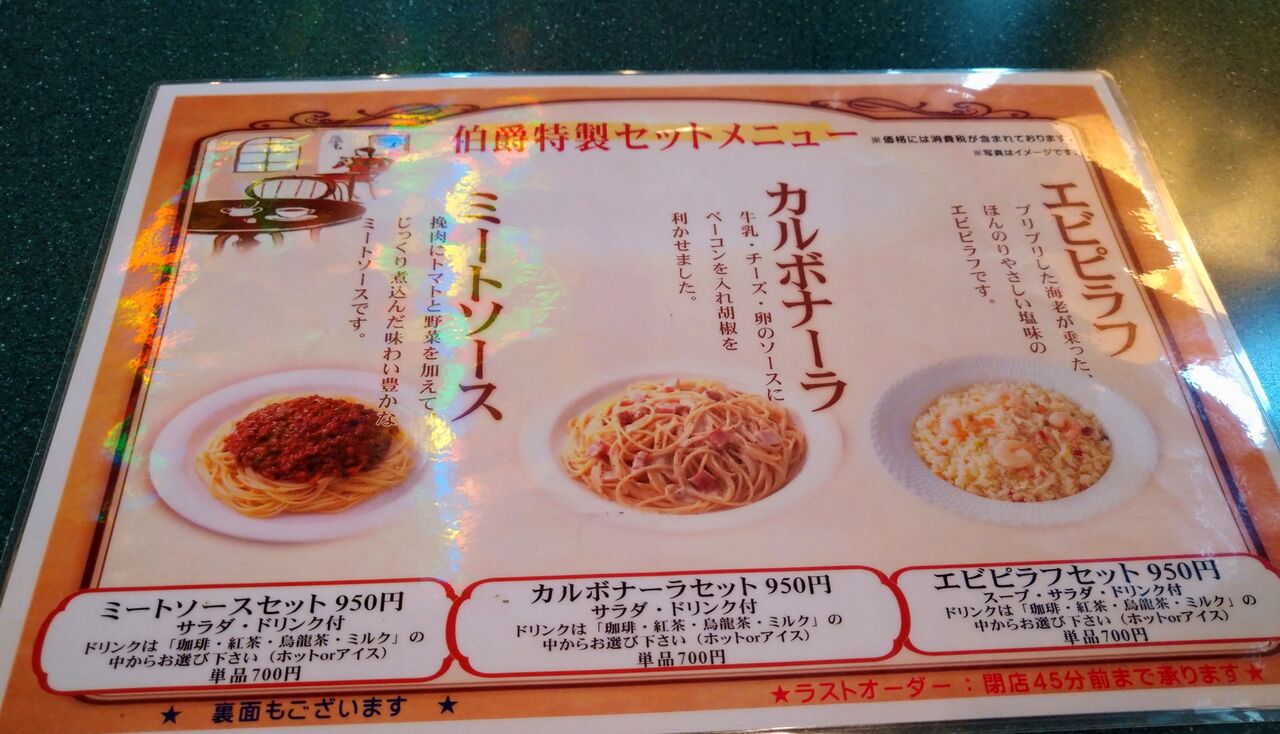 伯爵特製セットメニュー
※価格には消費税が含まれております。
※写真はイメージです。
エビピラフ
プリプリした海老が乗った、
ほんのりやさしい塩味の
エビピラフです。
カルボナーラ
牛乳・チーズ・卵のソースに
ベーコンを入れ胡椒を
利かせました。
ミートソース
挽肉にトマトと野菜を加えて
じっくり煮込んだ味わい豊かな
ミートソースです。
ミートソースセット 950円
サラダ・ドリンク付
ドリンクは「珈琲・紅茶・烏龍茶・ミルク」の
中からお選び下さい(ホットorアイス)
単品700円
カルボナーラセット 950円
サラダ・ドリンク付
ドリンクは「珈琲・紅茶・烏龍茶・ミルク」の
中からお選び下さい(ホットorアイス)
単品700円
エビピラフセット 950円
スープ・サラダ・ドリンク付
ドリンクは「珈琲・紅茶・烏龍茶・ミルク」の
中からお選び下さい(ホットorアイス)
単品700円
★ 裏面もございます ★
★ラストオーダー:閉店45分前まで承ります★